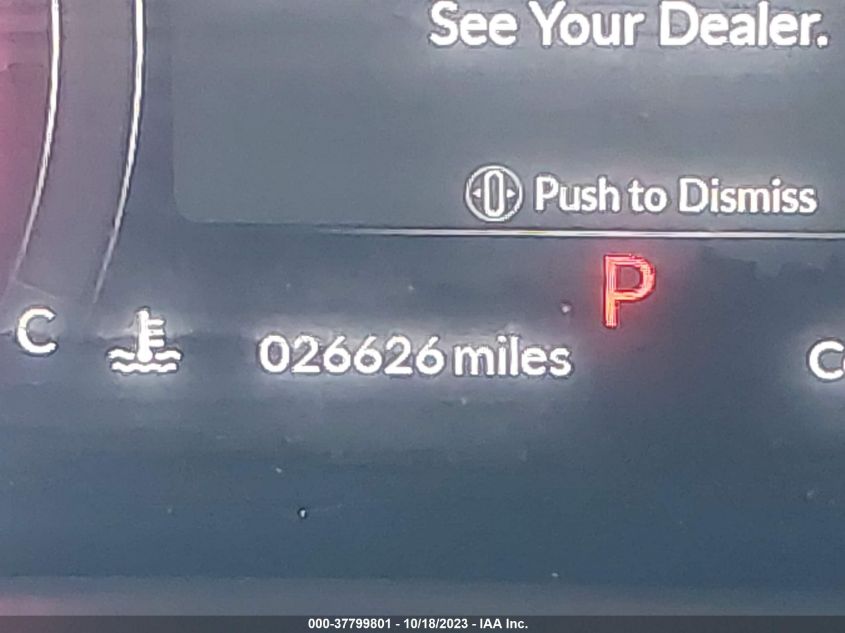 See Your Dealer.
Push to Dismiss
P
C
026626 miles
000-37799801 - 10/18/2023 - IAA Inc.